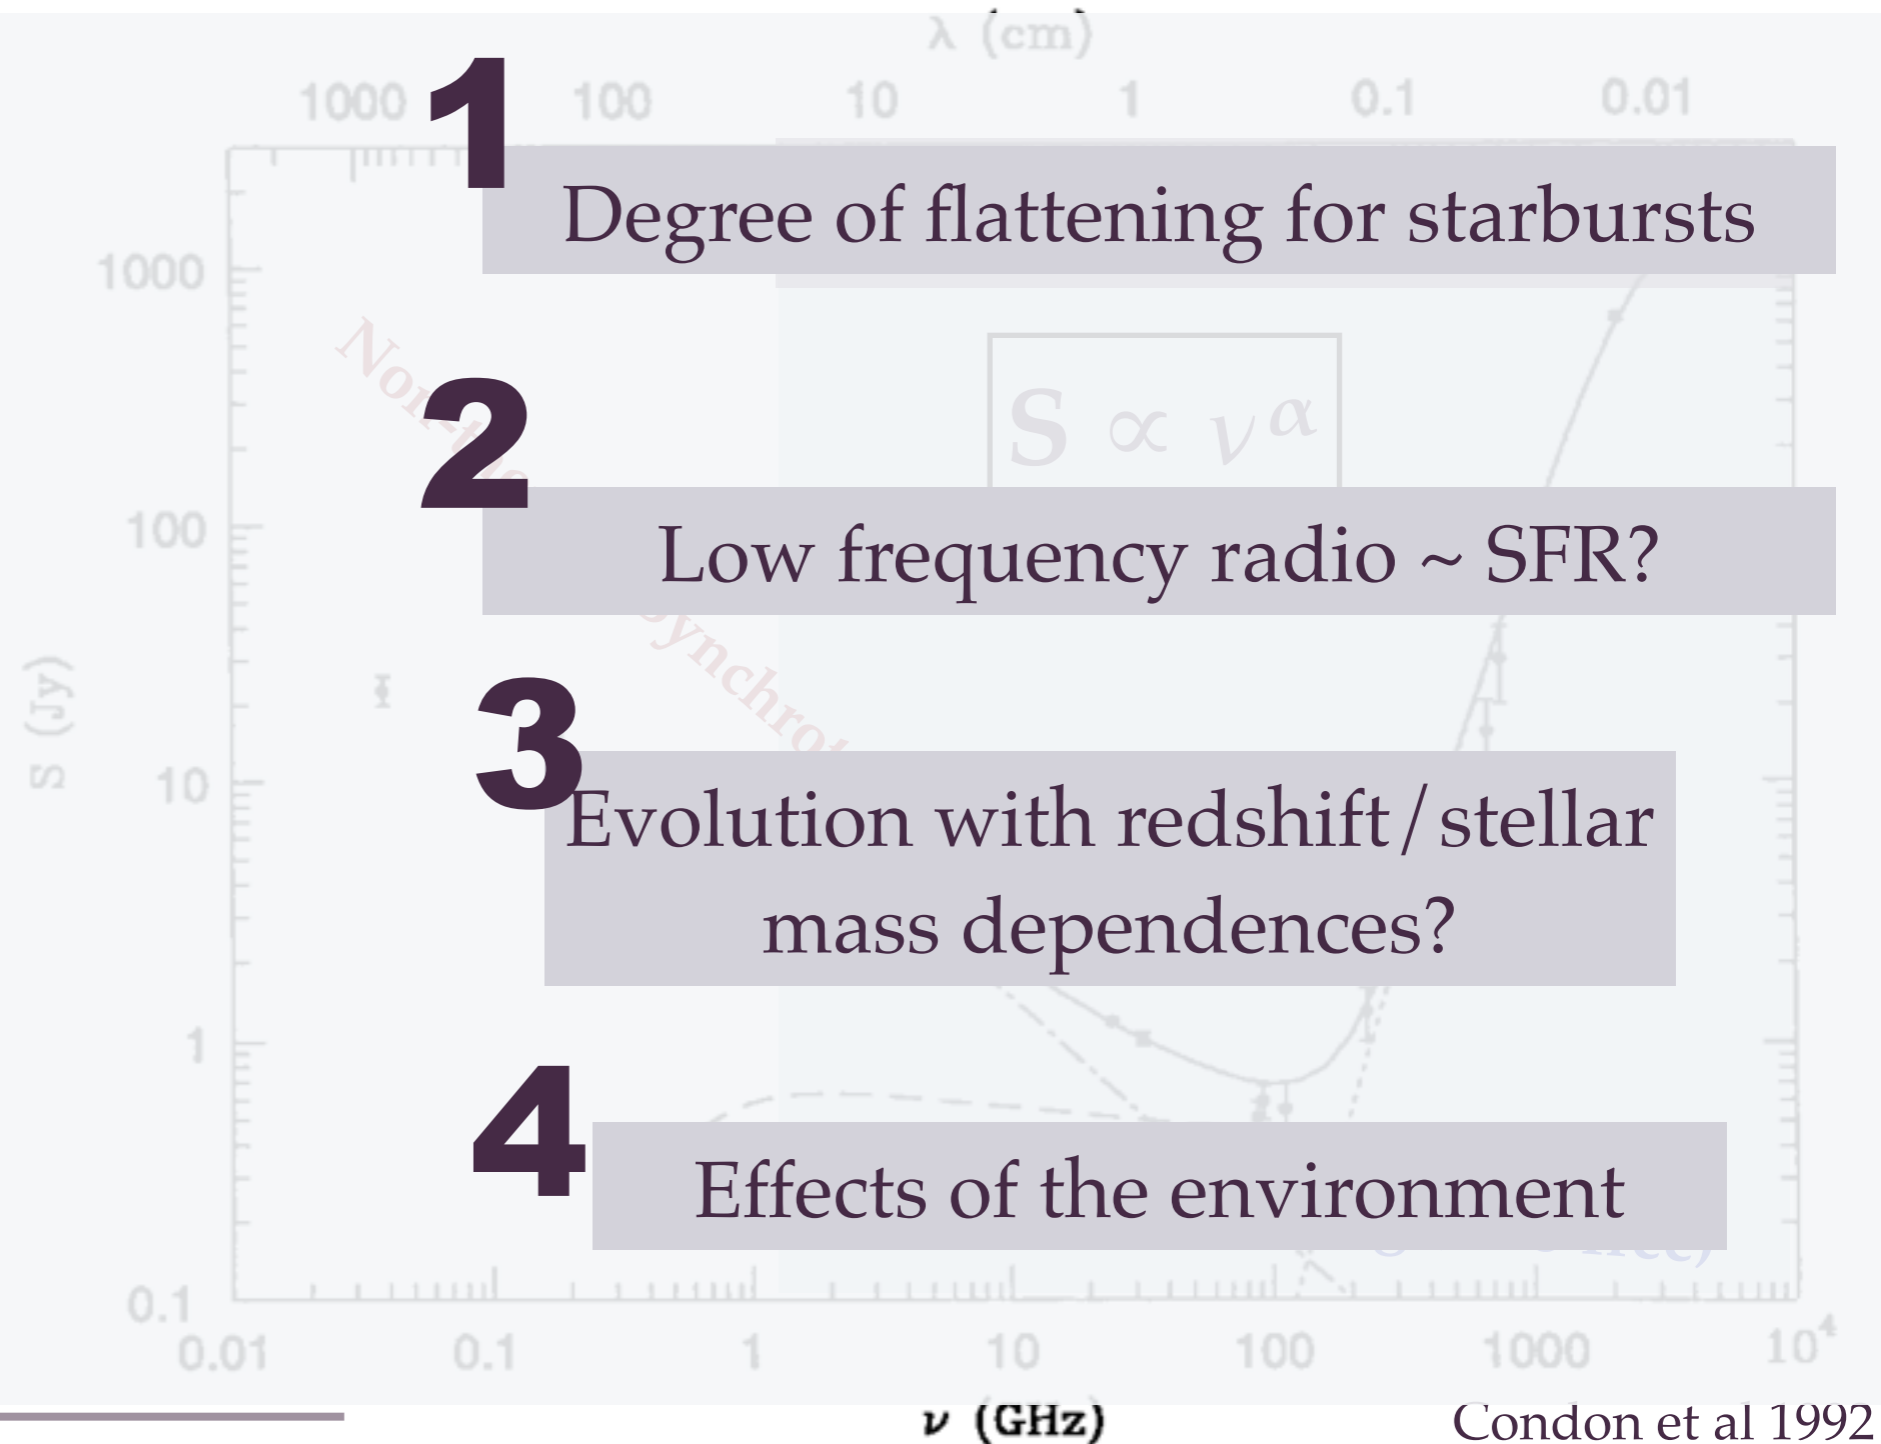 λ (cm)
1000 100 10 1 0.1 0.01
1
Degree of flattening for starbursts
1000
S ∝ ν^α
2
100
Low frequency radio ~ SFR?
S (Jy)
3
10
Evolution with redshift/stellar
mass dependences?
1
4
Effects of the environment
0.1
0.01 0.1 1 10 100 1000 10^4
ν (GHz)
Condon et al 1992